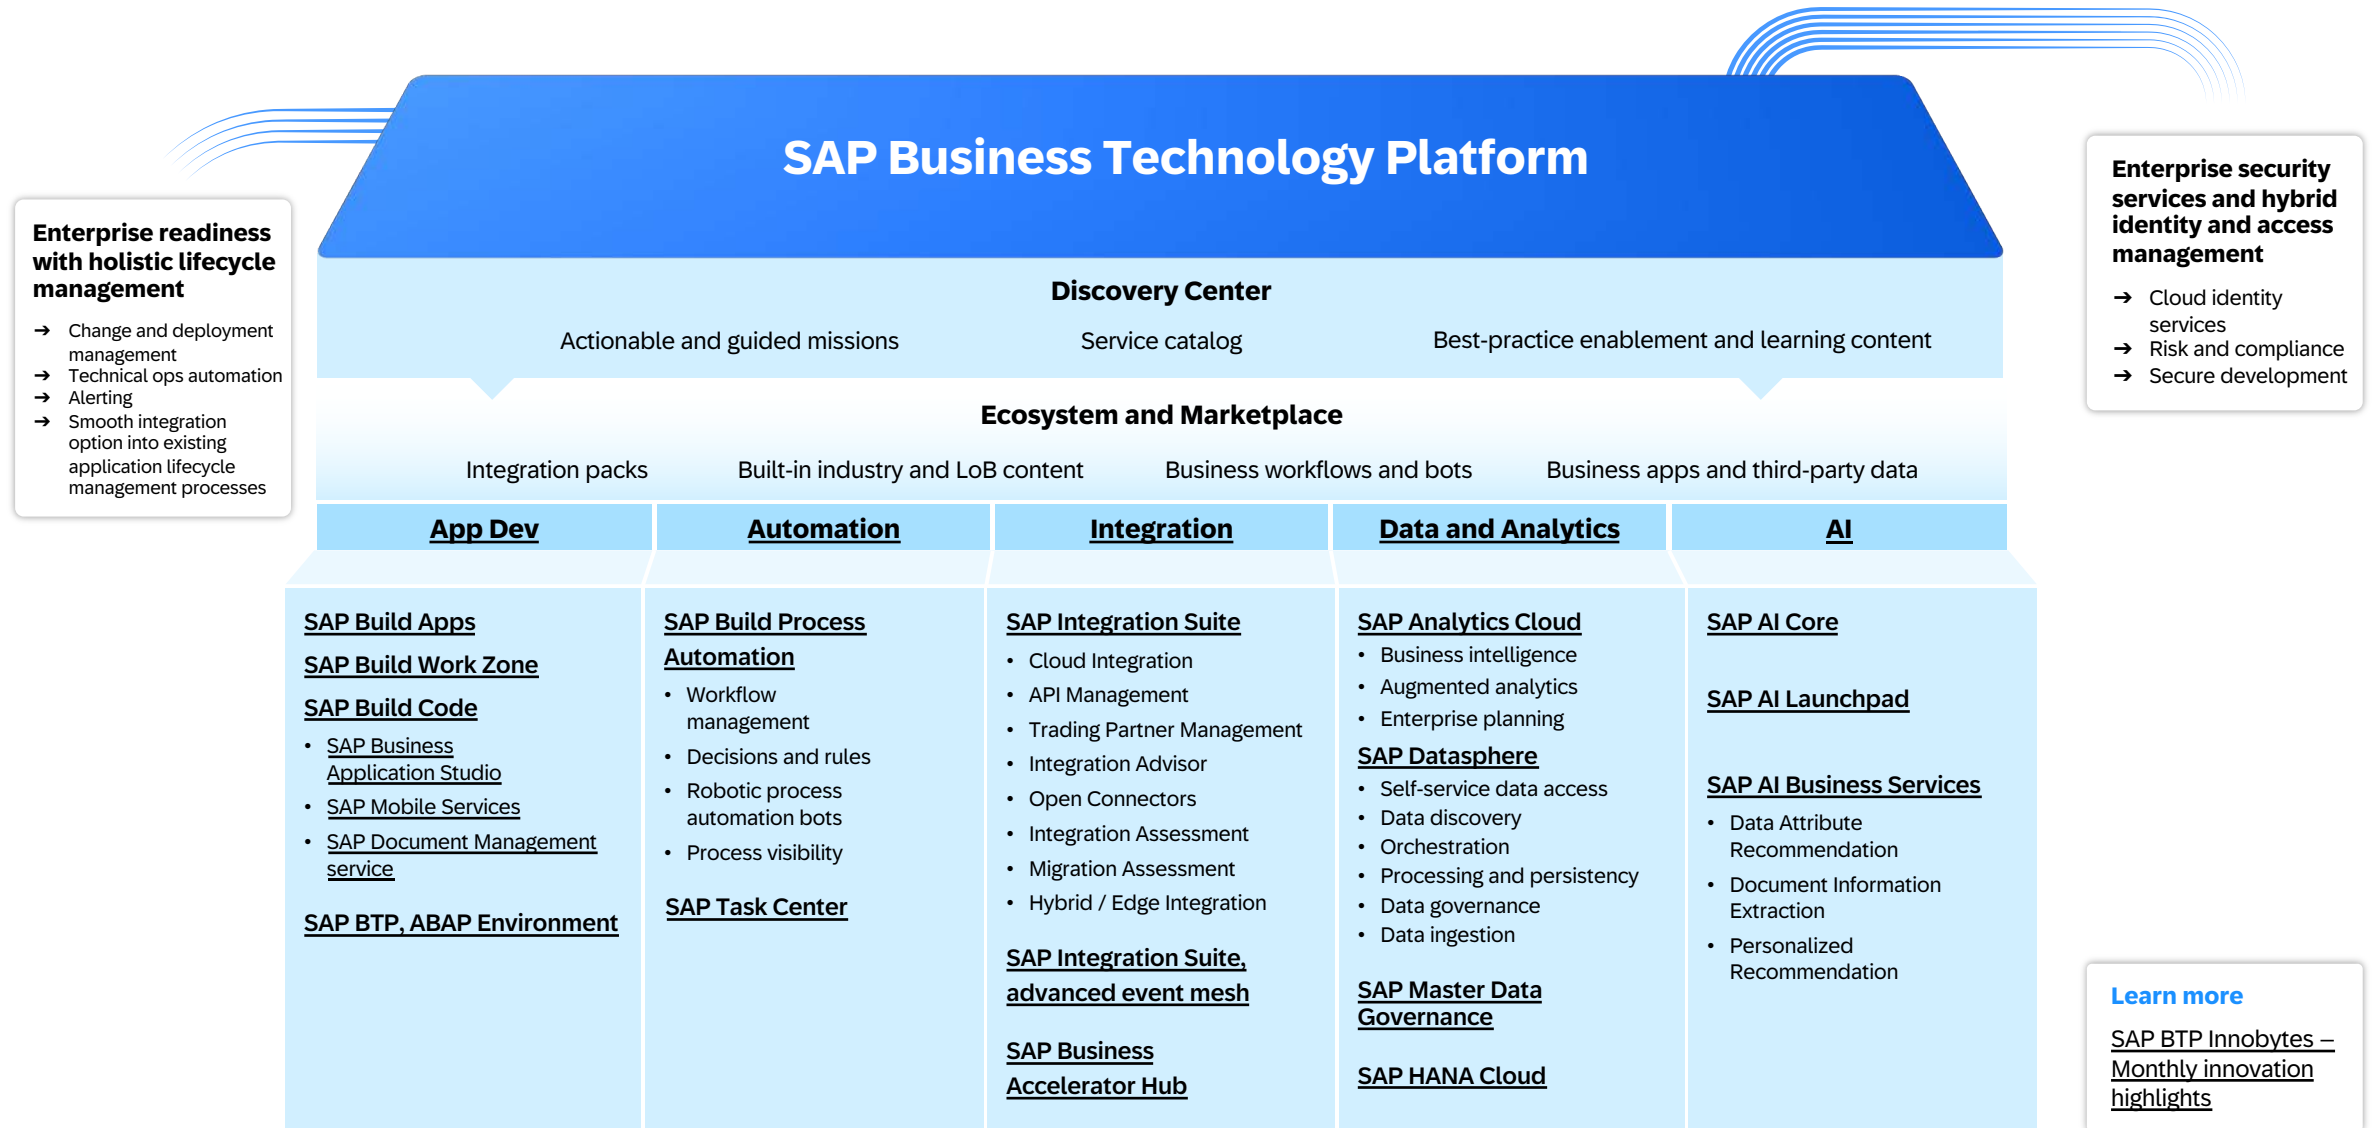 SAP Business Technology Platform
Enterprise readiness
with holistic lifecycle
management
➔ Change and deployment
management
➔ Technical ops automation
➔ Alerting
➔ Smooth integration
option into existing
application lifecycle
management processes
Enterprise security
services and hybrid
identity and access
management
➔ Cloud identity
services
➔ Risk and compliance
➔ Secure development
Discovery Center
Actionable and guided missions
Service catalog
Best-practice enablement and learning content
Ecosystem and Marketplace
Integration packs
Built-in industry and LoB content
Business workflows and bots
Business apps and third-party data
App Dev
SAP Build Apps
SAP Build Work Zone
SAP Build Code
• SAP Business
Application Studio
• SAP Mobile Services
• SAP Document Management
service
SAP BTP, ABAP Environment
Automation
SAP Build Process
Automation
• Workflow
management
• Decisions and rules
• Robotic process
automation bots
• Process visibility
SAP Task Center
Integration
SAP Integration Suite
• Cloud Integration
• API Management
• Trading Partner Management
• Integration Advisor
• Open Connectors
• Integration Assessment
• Migration Assessment
• Hybrid / Edge Integration
SAP Integration Suite,
advanced event mesh
SAP Business
Accelerator Hub
Data and Analytics
SAP Analytics Cloud
• Business intelligence
• Augmented analytics
• Enterprise planning
SAP Datasphere
• Self-service data access
• Data discovery
• Orchestration
• Processing and persistency
• Data governance
• Data ingestion
SAP Master Data
Governance
SAP HANA Cloud
AI
SAP AI Core
SAP AI Launchpad
SAP AI Business Services
• Data Attribute
Recommendation
• Document Information
Extraction
• Personalized
Recommendation
Learn more
SAP BTP Innobytes –
Monthly innovation
highlights